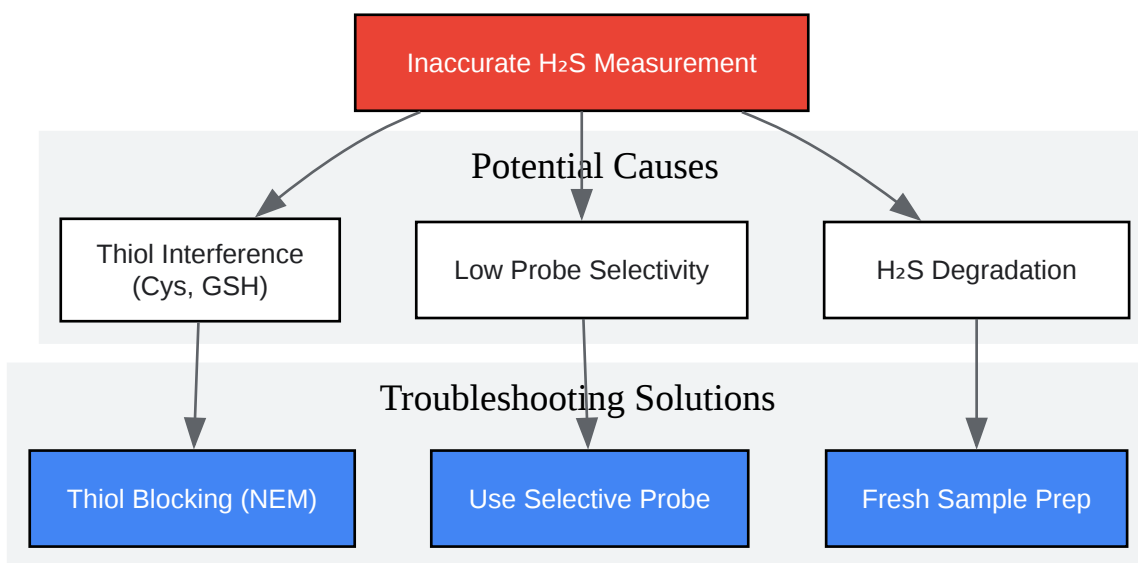 Inaccurate H₂S Measurement
Potential Causes
Thiol Interference
(Cys, GSH)
Low Probe Selectivity
H₂S Degradation
Troubleshooting Solutions
Thiol Blocking (NEM)
Use Selective Probe
Fresh Sample Prep